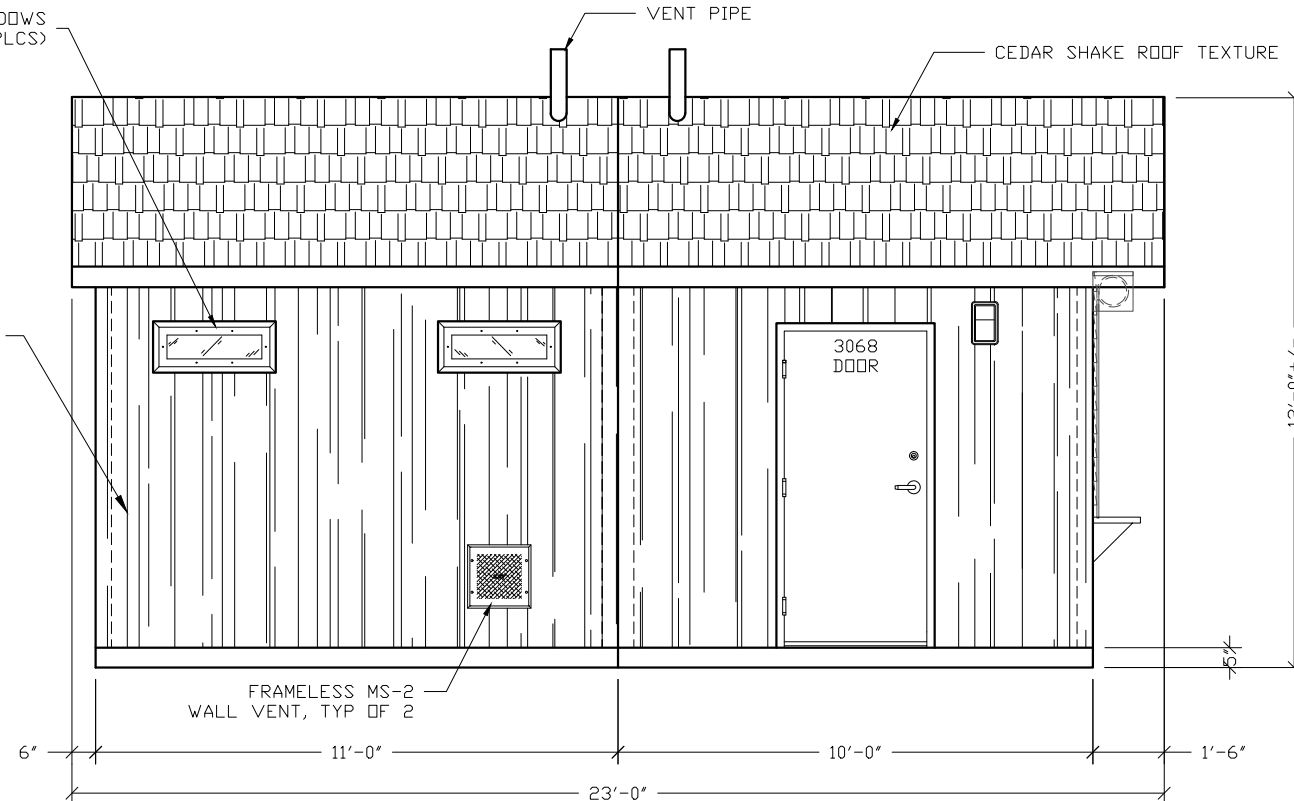 VENT PIPE
CEDAR SHAKE ROOF TEXTURE
3068
DOOR
FRAMELESS MS-2
WALL VENT, TYP OF 2
5"
6"
11'-0"
10'-0"
1'-6"
23'-0"